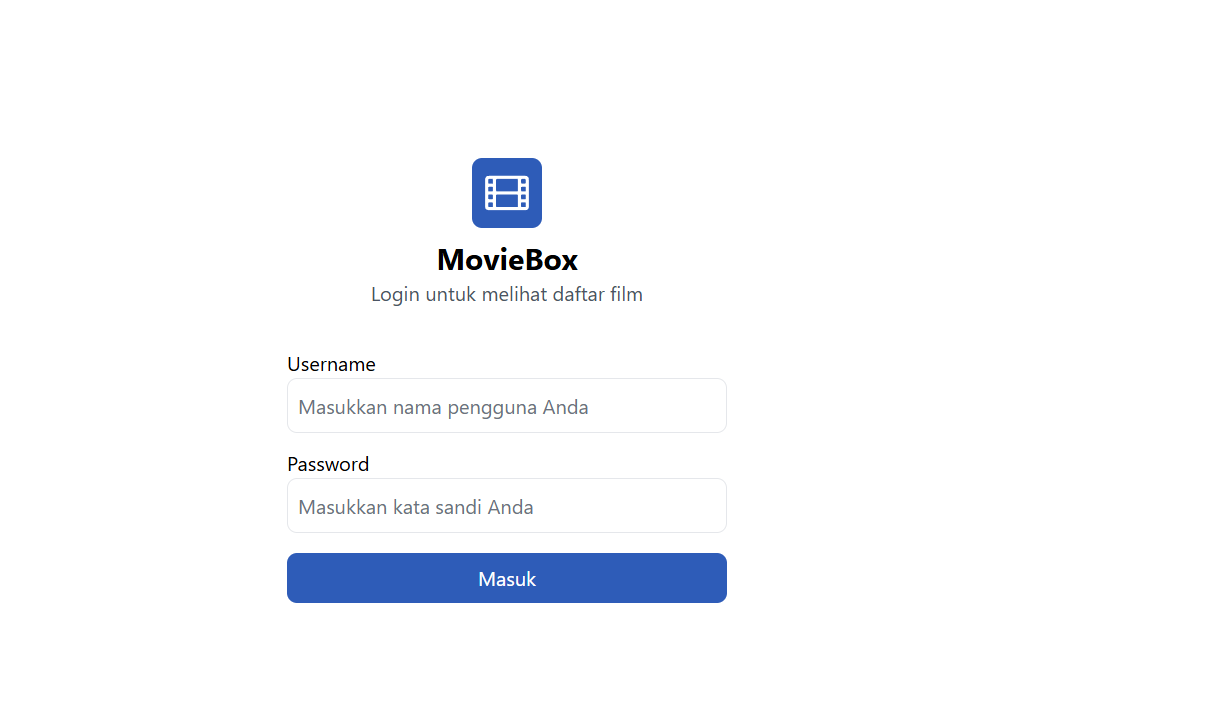 MovieBox
Login untuk melihat daftar film
Username
Masukkan nama pengguna Anda
Password
Masukkan kata sandi Anda
Masuk